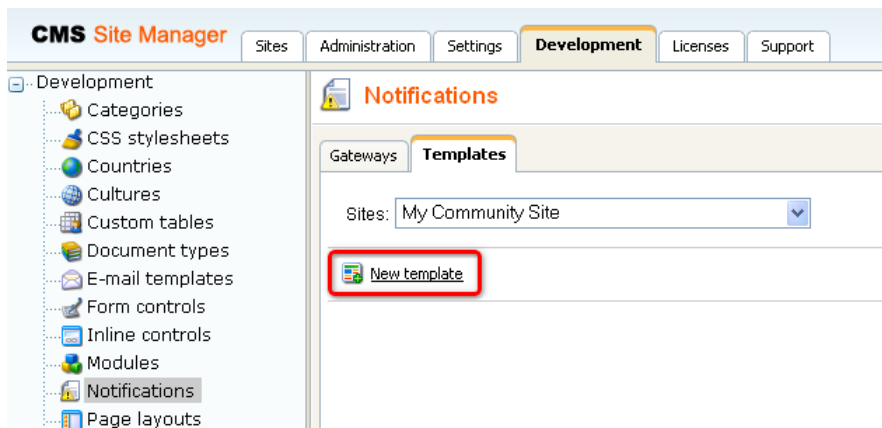 CMS Site Manager
Sites
Administration
Settings
Development
Licenses
Support
Development
Categories
CSS stylesheets
Countries
Cultures
Custom tables
Document types
E-mail templates
Form controls
Inline controls
Modules
Notifications
Page layouts
Notifications
Gateways
Templates
Sites: My Community Site
New template